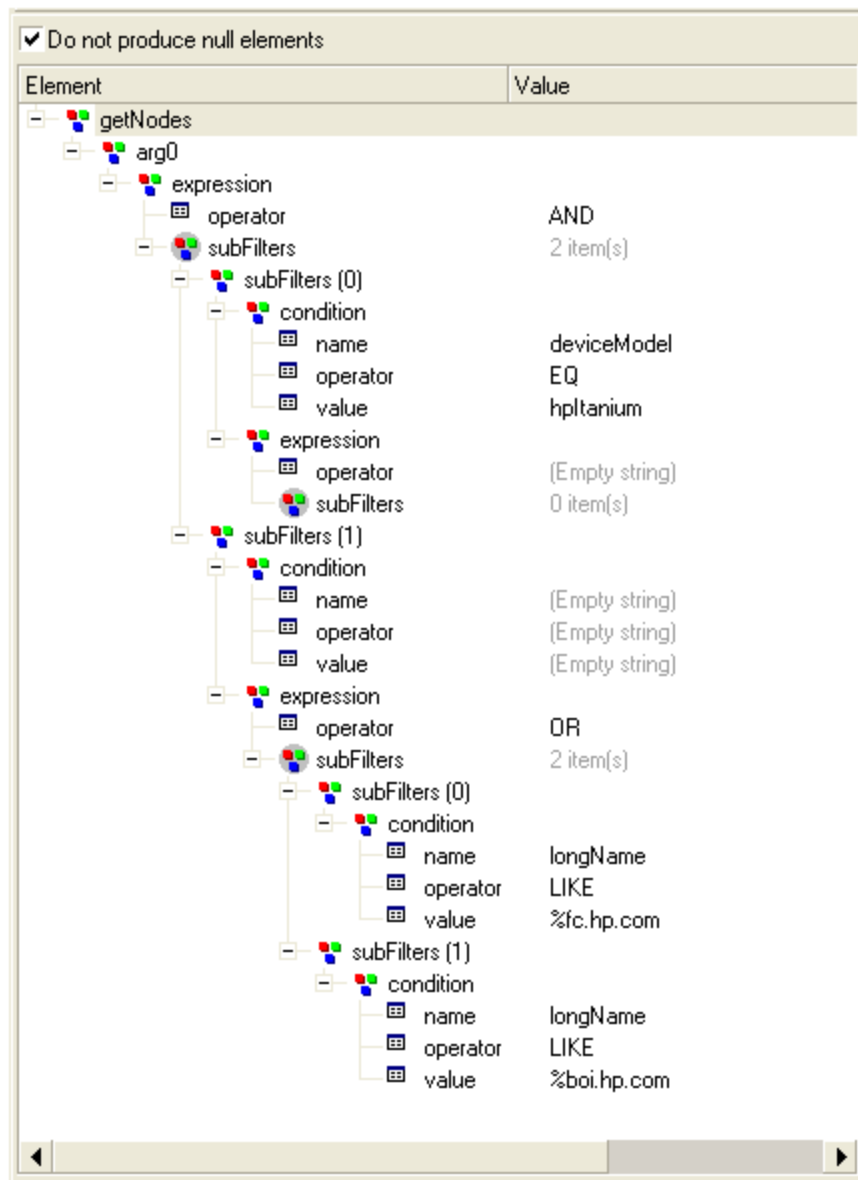 Do not produce null elements
Element Value
getNodes
arg0
expression
operator AND
subFilters 2 item(s)
subFilters (0)
condition
name deviceModel
operator EQ
value hpItanium
expression
operator (Empty string)
subFilters 0 item(s)
subFilters (1)
condition
name (Empty string)
operator (Empty string)
value (Empty string)
expression
operator OR
subFilters 2 item(s)
subFilters (0)
condition
name longName
operator LIKE
value %fc.hp.com
subFilters (1)
condition
name longName
operator LIKE
value %boi.hp.com